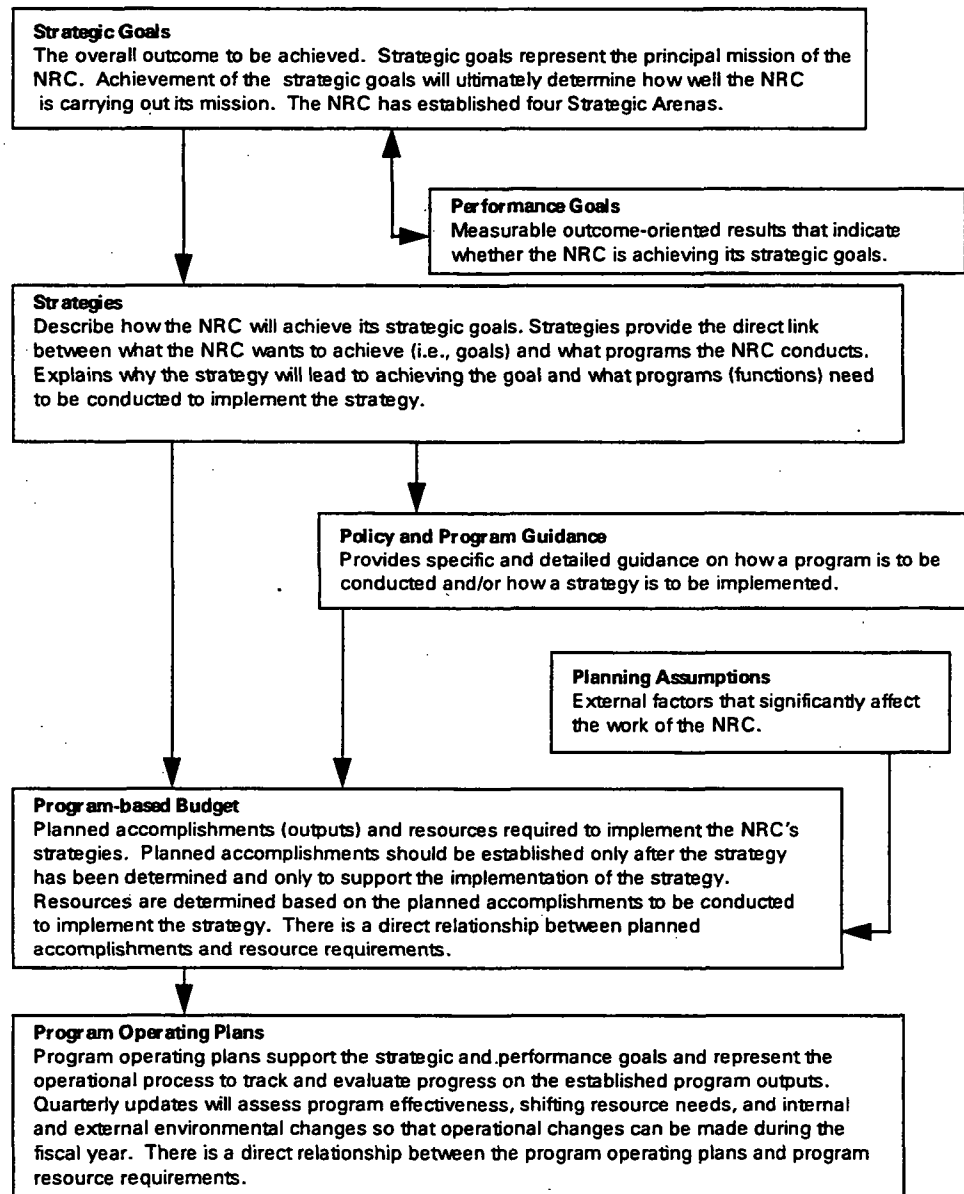 Strategic Goals
The overall outcome to be achieved. Strategic goals represent the principal mission of the
NRC. Achievement of the strategic goals will ultimately determine how well the NRC
is carrying out its mission. The NRC has established four Strategic Arenas.
Performance Goals
Measurable outcome-oriented results that indicate
whether the NRC is achieving its strategic goals.
Strategies
Describe how the NRC will achieve its strategic goals. Strategies provide the direct link
between what the NRC wants to achieve (i.e., goals) and what programs the NRC conducts.
Explains why the strategy will lead to achieving the goal and what programs (functions) need
to be conducted to implement the strategy.
Policy and Program Guidance
Provides specific and detailed guidance on how a program is to be
conducted and/or how a strategy is to be implemented.
Planning Assumptions
External factors that significantly affect
the work of the NRC.
Program-based Budget
Planned accomplishments (outputs) and resources required to implement the NRC's
strategies. Planned accomplishments should be established only after the strategy
has been determined and only to support the implementation of the strategy.
Resources are determined based on the planned accomplishments to be conducted
to implement the strategy. There is a direct relationship between planned
accomplishments and resource requirements.
Program Operating Plans
Program operating plans support the strategic and performance goals and represent the
operational process to track and evaluate progress on the established program outputs.
Quarterly updates will assess program effectiveness, shifting resource needs, and internal
and external environmental changes so that operational changes can be made during the
fiscal year. There is a direct relationship between the program operating plans and program
resource requirements.